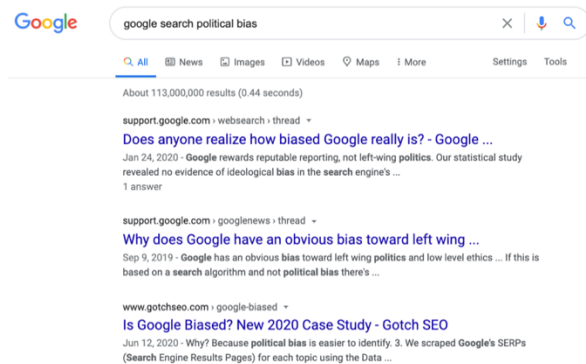 Google
google search political bias
All News Images Videos Maps More Settings Tools
About 113,000,000 results (0.44 seconds)
support.google.com › websearch › thread
Does anyone realize how biased Google really is? - Google ...
Jan 24, 2020 - Google rewards reputable reporting, not left-wing politics. Our statistical study
revealed no evidence of ideological bias in the search engine's ...
1 answer
support.google.com › googlenews › thread
Why does Google have an obvious bias toward left wing ...
Sep 9, 2019 - Google has an obvious bias toward left wing politics and low level ethics ... If this is
based on a search algorithm and not political bias there's ...
www.gotchseo.com › google-biased
Is Google Biased? New 2020 Case Study - Gotch SEO
Jun 12, 2020 - Why? Because political bias is easier to identify. 3. We scraped Google's SERPs
(Search Engine Results Pages) for each topic using the Data ...